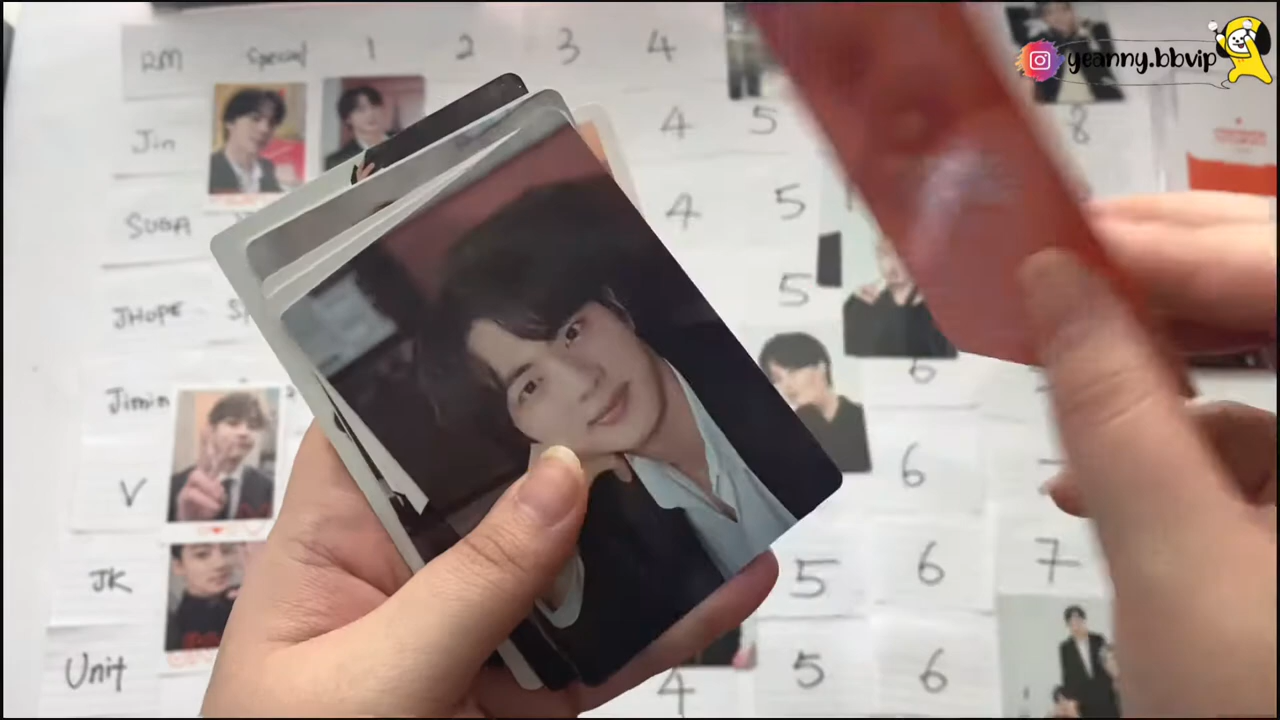 yeanny.bbvip
RM Special 1 2 3 4
Jin 4 5 8
SUGA 4 5
JHOPE 5
Jimin 6
V 6
JK 5 6 7
Unit 4 5 6